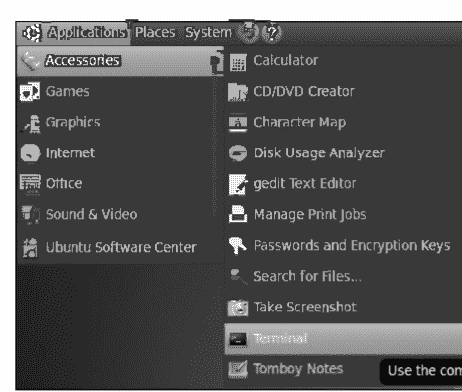 Applications Places System
Accessories
Games
Graphics
Internet
Office
Sound & Video
Ubuntu Software Center
Calculator
CD/DVD Creator
Character Map
Disk Usage Analyzer
gedit Text Editor
Manage Print Jobs
Passwords and Encryption Keys
Search for Files...
Take Screenshot
Terminal
Tomboy Notes
Use the com